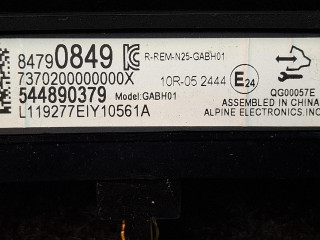 84790849 R-REM-N25-GABH01
7370200000000X 10R-05 2444 E24
544890379 Model:GABH01 QG00057E
L119277EIY10561A ASSEMBLED IN CHINA
ALPINE ELECTRONICS, INC